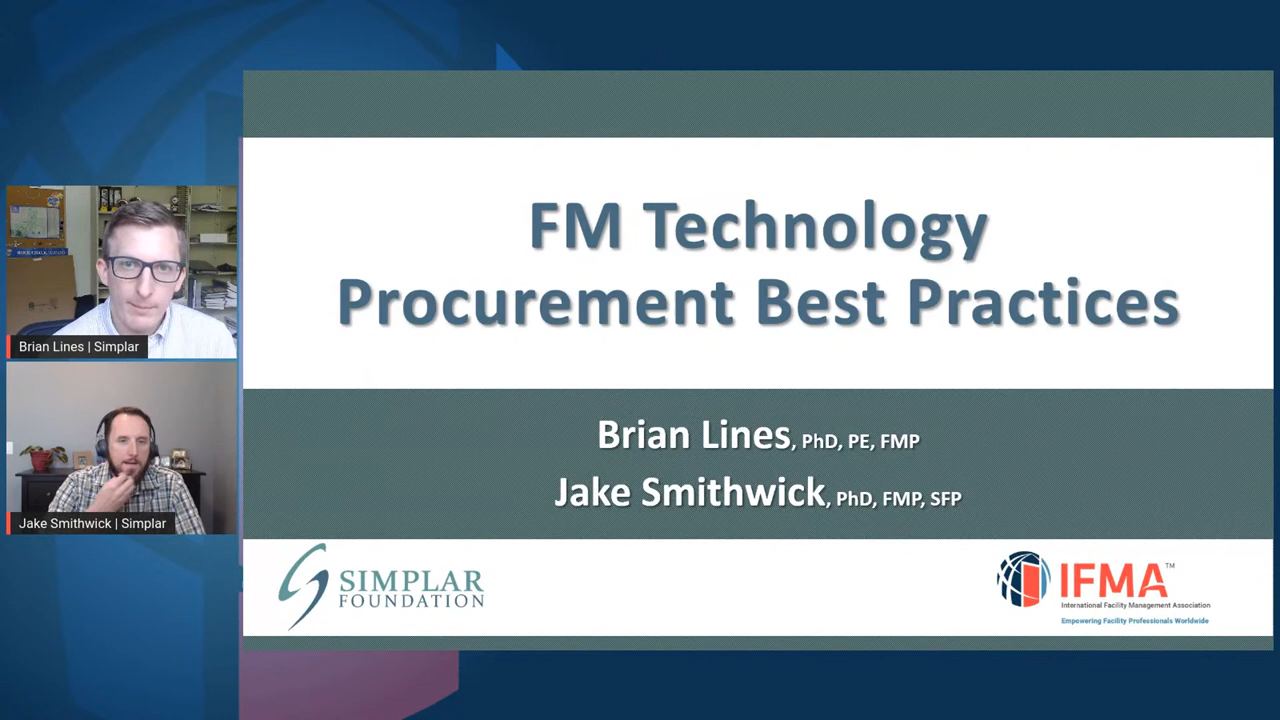 FM Technology
Procurement Best Practices
Brian Lines, PhD, PE, FMP
Jake Smithwick, PhD, FMP, SFP
SIMPLAR
FOUNDATION
IFMA™
International Facility Management Association
Empowering Facility Professionals Worldwide
Brian Lines | Simplar
Jake Smithwick | Simplar